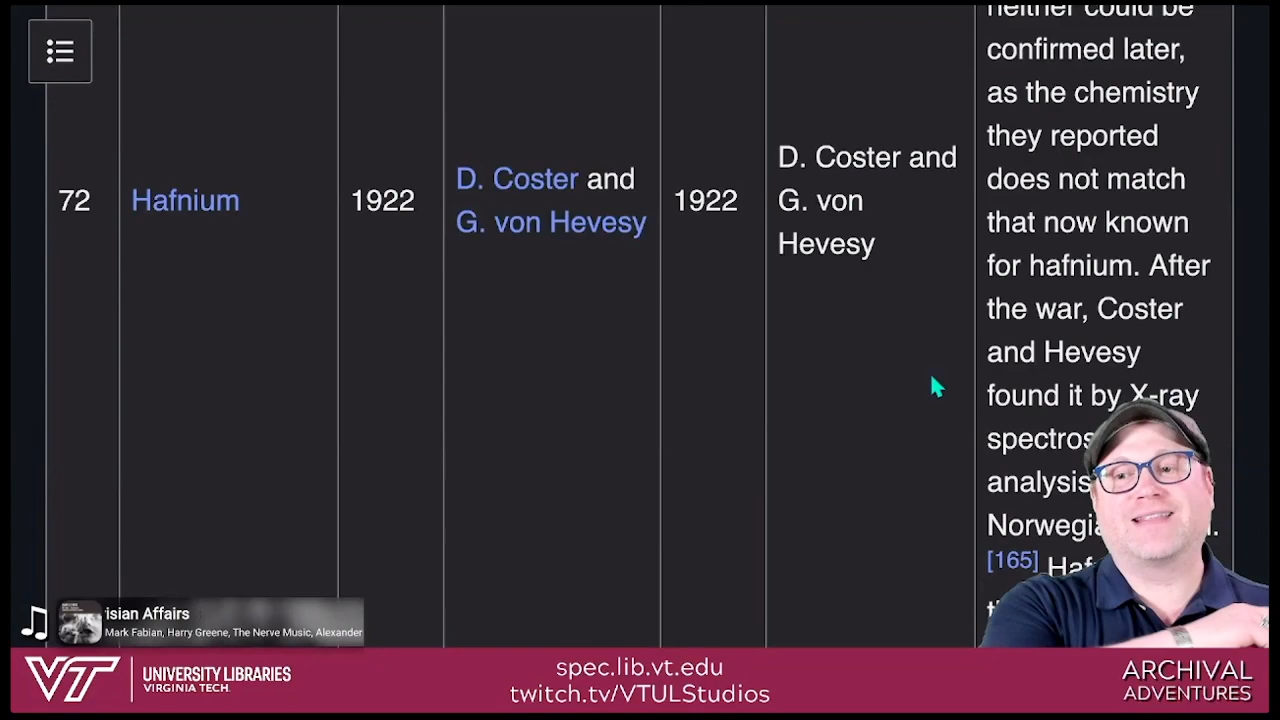 72
Hafnium
1922
D. Coster and
G. von Hevesy
1922
D. Coster and
G. von
Hevesy
neither could be
confirmed later,
as the chemistry
they reported
does not match
that now known
for hafnium. After
the war, Coster
and Hevesy
found it by X-ray
analysis
[165]
isian Affairs
Mark Fabian, Harry Greene, The Nerve Music, Alexander
VT
UNIVERSITY LIBRARIES
VIRGINIA TECH.
spec.lib.vt.edu
twitch.tv/VTULStudios
ARCHIVAL
ADVENTURES